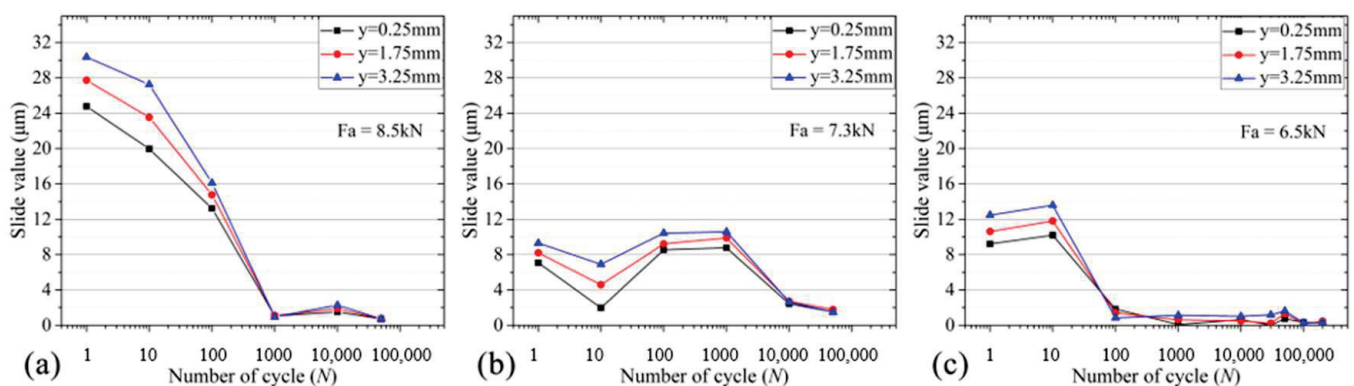 32
28
24
20
16
12
8
4
0
Slide value (μm)
y=0.25mm
y=1.75mm
y=3.25mm
Fa = 8.5kN
1 10 100 1000 10,000 100,000
(a) Number of cycle (N)
32
28
24
20
16
12
8
4
0
Slide value (μm)
y=0.25mm
y=1.75mm
y=3.25mm
Fa = 7.3kN
1 10 100 1000 10,000 100,000
(b) Number of cycle (N)
32
28
24
20
16
12
8
4
0
Slide value (μm)
y=0.25mm
y=1.75mm
y=3.25mm
Fa = 6.5kN
1 10 100 1000 10,000 100,000
(c) Number of cycle (N)